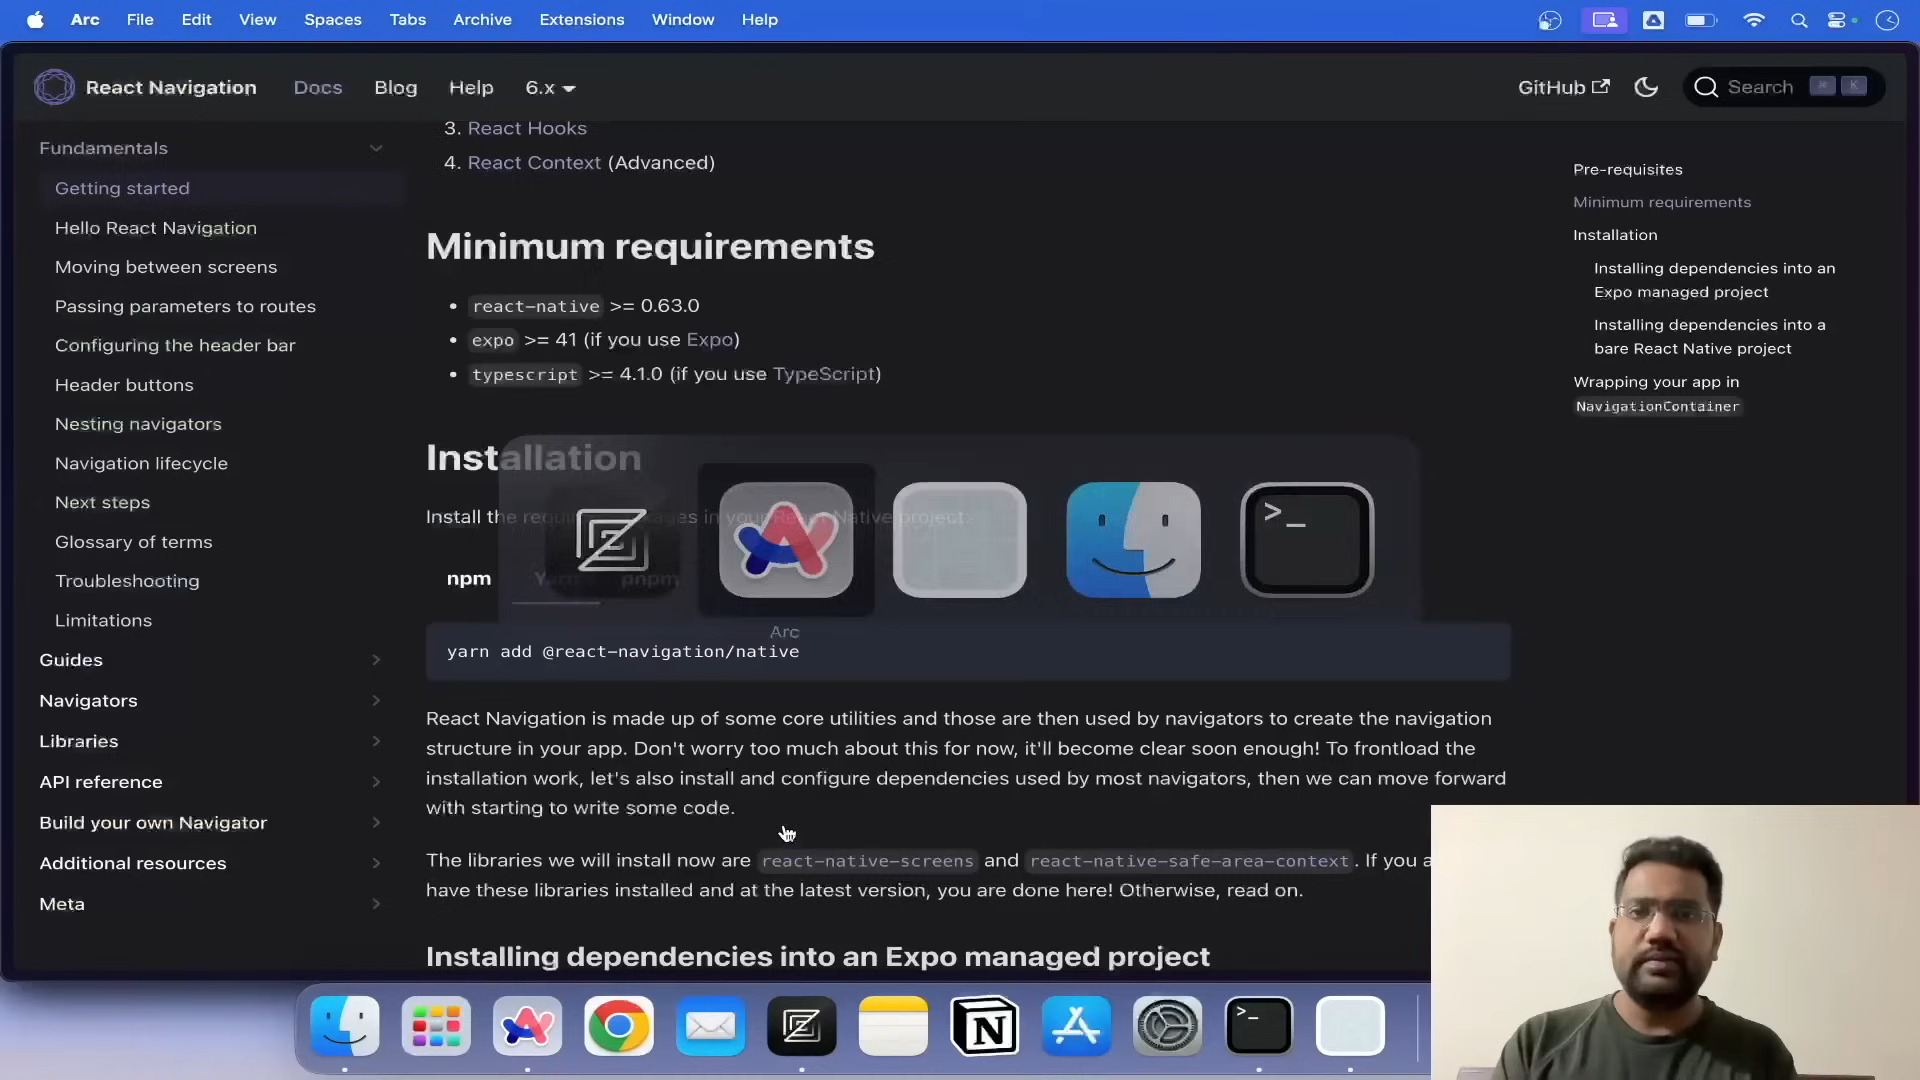 Arc File Edit View Spaces Tabs Archive Extensions Window Help
React Navigation Docs Blog Help 6.x GitHub Search ⌘ K
Fundamentals
Getting started
Hello React Navigation
Moving between screens
Passing parameters to routes
Configuring the header bar
Header buttons
Nesting navigators
Navigation lifecycle
Next steps
Glossary of terms
Troubleshooting
Limitations
Guides
Navigators
Libraries
API reference
Build your own Navigator
Additional resources
Meta
3. React Hooks
4. React Context (Advanced)
Minimum requirements
• react-native >= 0.63.0
• expo >= 41 (if you use Expo)
• typescript >= 4.1.0 (if you use TypeScript)
Installation
Install the required packages in your React Native project:
npm Yarn pnpm
Arc
yarn add @react-navigation/native
React Navigation is made up of some core utilities and those are then used by navigators to create the navigation
structure in your app. Don't worry too much about this for now, it'll become clear soon enough! To frontload the
installation work, let's also install and configure dependencies used by most navigators, then we can move forward
with starting to write some code.
The libraries we will install now are react-native-screens and react-native-safe-area-context. If you a
have these libraries installed and at the latest version, you are done here! Otherwise, read on.
Installing dependencies into an Expo managed project
Pre-requisites
Minimum requirements
Installation
Installing dependencies into an
Expo managed project
Installing dependencies into a
bare React Native project
Wrapping your app in
NavigationContainer